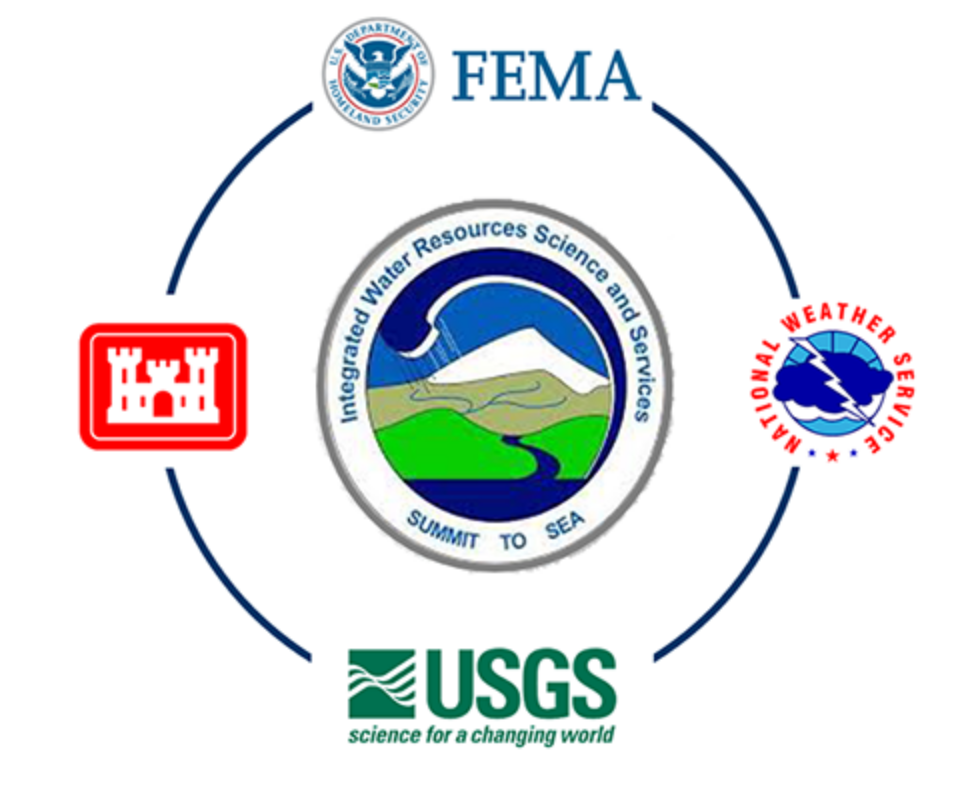 U.S. DEPARTMENT OF
HOMELAND SECURITY
FEMA
Integrated Water Resources Science and Services
SUMMIT TO SEA
NATIONAL WEATHER SERVICE
USGS
science for a changing world